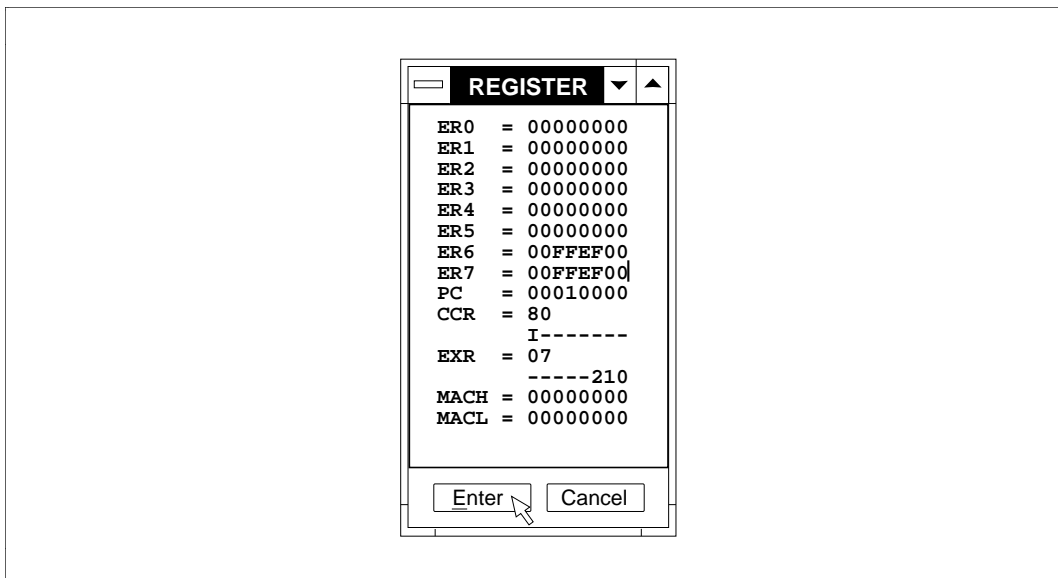 REGISTER
ER0 = 00000000
ER1 = 00000000
ER2 = 00000000
ER3 = 00000000
ER4 = 00000000
ER5 = 00000000
ER6 = 00FFEF00
ER7 = 00FFEF00
PC = 00010000
CCR = 80
I-------
EXR = 07
-----210
MACH = 00000000
MACL = 00000000
Enter Cancel